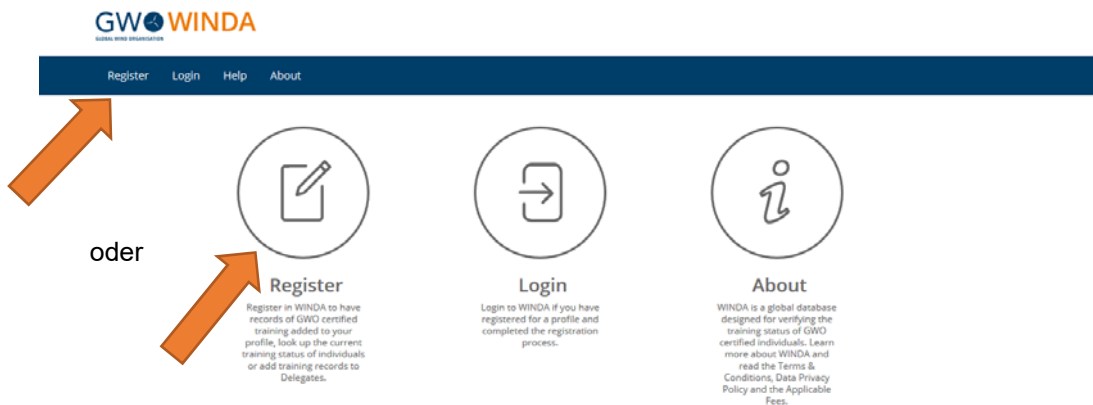 GWO WINDA
GLOBAL WIND ORGANISATION
Register Login Help About
oder
Register
Register in WINDA to have
records of GWO certified
training added to your
profile, look up the current
training status of individuals
or add training records to
Delegates.
Login
Login to WINDA if you have
registered for a profile and
completed the registration
process.
About
WINDA is a global database
designed for verifying the
training status of GWO
certified individuals. Learn
more about WINDA and
read the Terms &
Conditions, Data Privacy
Policy and the Applicable
Fees.